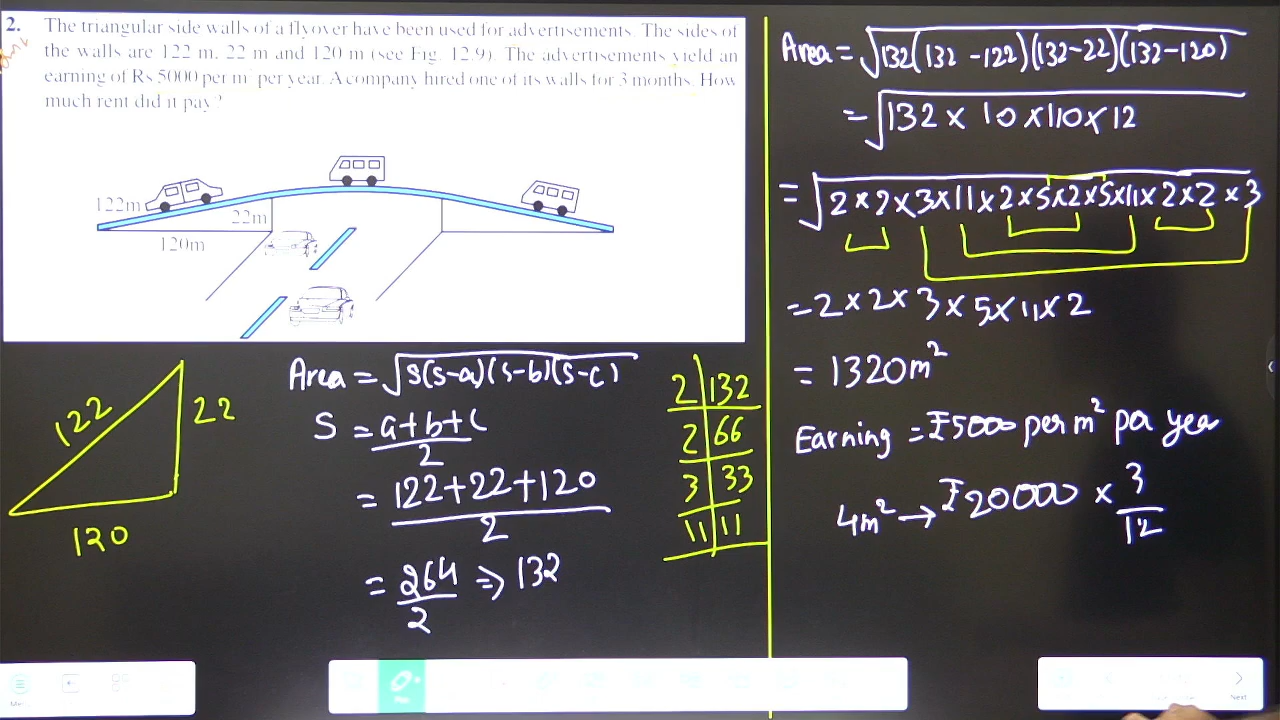 2. The triangular side walls of a flyover have been used for advertisements. The sides of
the walls are 122 m, 22 m and 120 m (see Fig. 12.9). The advertisements yield an
earning of Rs 5000 per m² per year. A company hired one of its walls for 3 months. How
much rent did it pay?
122m
22m
120m
122
22
120
Area = √s(s-a)(s-b)(s-c)
S = a+b+c
2
= 122+22+120
2
= 264 ⇒ 132
2
2 | 132
2 | 66
3 | 33
11 | 11
Area = √132(132-122)(132-22)(132-120)
= √132 × 10 × 110 × 12
= √2 × 2 × 3 × 11 × 2 × 5 × 2 × 5 × 11 × 2 × 2 × 3
= 2 × 2 × 3 × 5 × 11 × 2
= 1320m²
Earning = ₹5000 per m² per year
4m² → ₹20000 × 3
12
Next